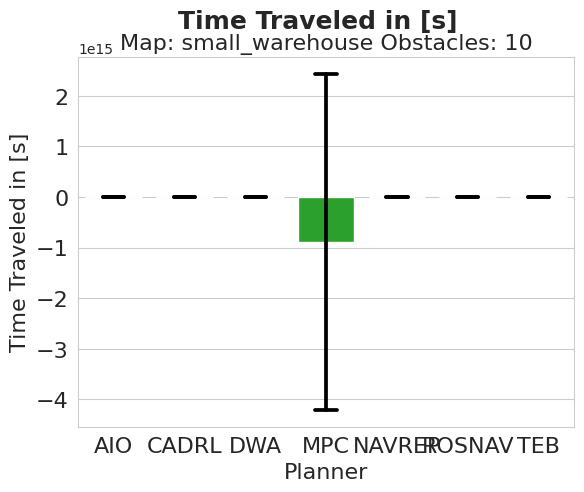 Time Traveled in [s]
Map: small_warehouse Obstacles: 10
1e15
2
1
0
−1
−2
−3
−4
Time Traveled in [s]
AIO CADRL DWA MPC NAVREP ROSNAV TEB
Planner